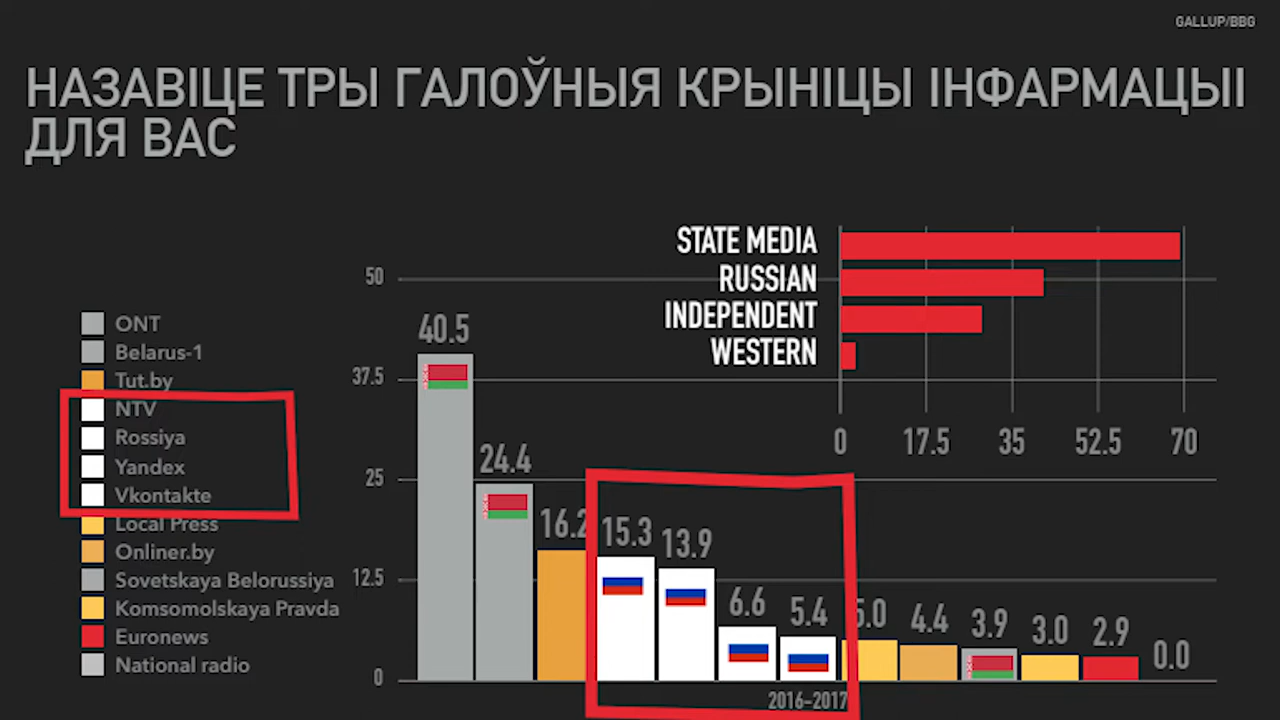 GALLUP/BBG
НАЗАВІЦЕ ТРЫ ГАЛОЎНЫЯ КРЫНІЦЫ ІНФАРМАЦЫІ
ДЛЯ ВАС
STATE MEDIA
RUSSIAN
INDEPENDENT
WESTERN
0 17.5 35 52.5 70
50
37.5
25
12.5
0
ONT
Belarus-1
Tut.by
NTV
Rossiya
Yandex
Vkontakte
Local Press
Onliner.by
Sovetskaya Belorussiya
Komsomolskaya Pravda
Euronews
National radio
40.5
24.4
16.2
15.3
13.9
6.6
5.4
5.0
4.4
3.9
3.0
2.9
0.0
2016–2017